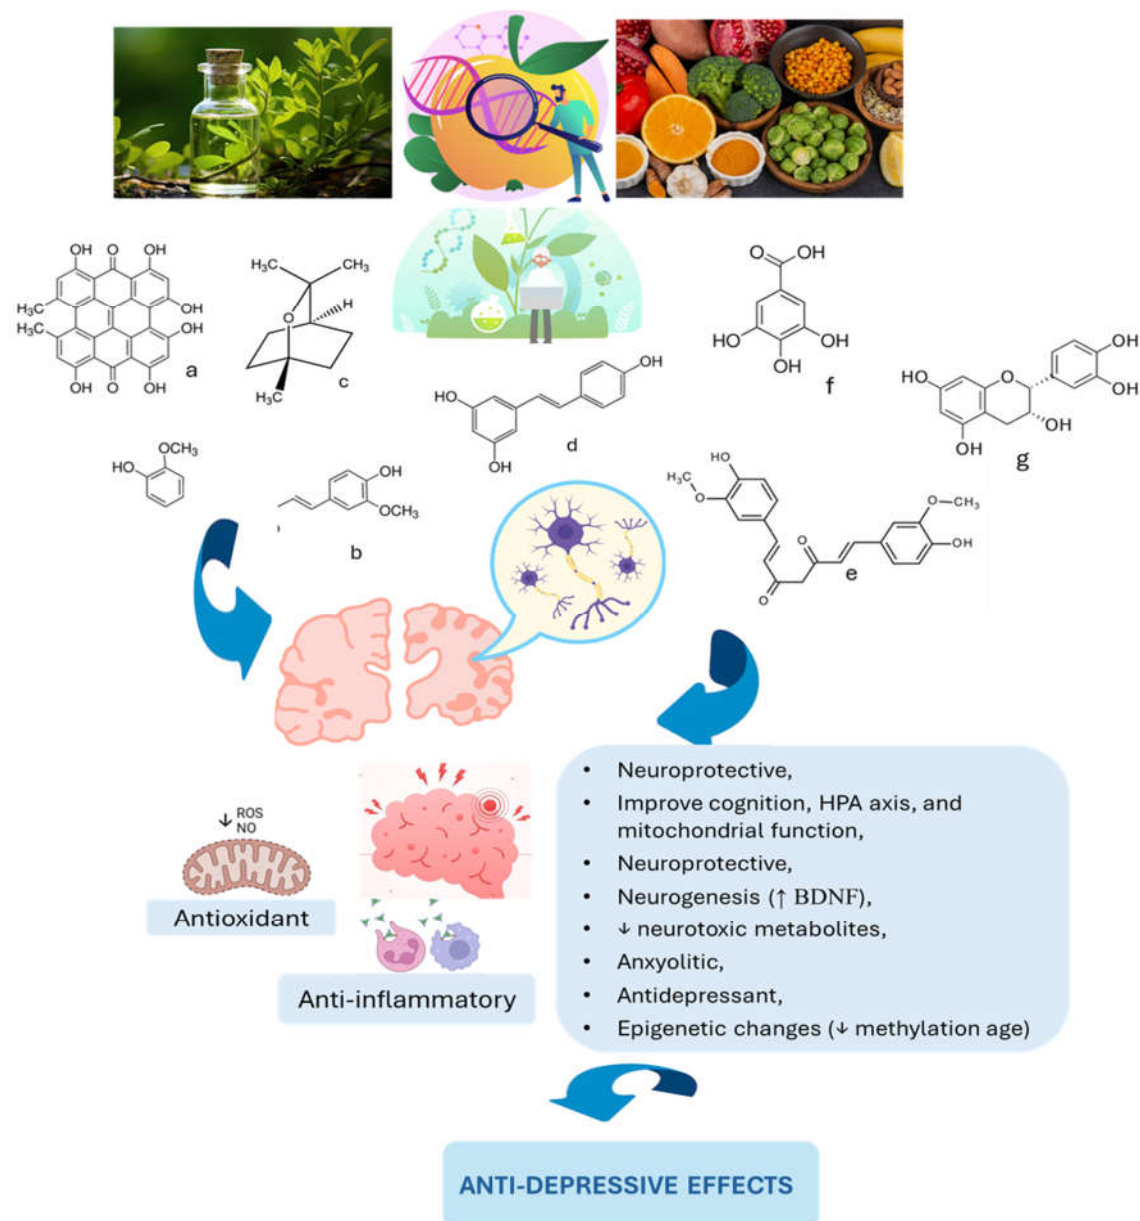 OH O OH
H₃C
H₃C
OH
OH
OH O OH
a
H₃C CH₃
H
O
CH₃
c
OH
HO
OH
d
O OH
HO OH
OH
f
OH
OH
HO
O
OH
OH
g
OCH₃
HO
OH
OCH₃
b
HO
H₃C O
O
O
O CH₃
OH
e
↓ ROS
NO
Antioxidant
Anti-inflammatory
• Neuroprotective,
• Improve cognition, HPA axis, and
mitochondrial function,
• Neuroprotective,
• Neurogenesis (↑ BDNF),
• ↓ neurotoxic metabolites,
• Anxyolitic,
• Antidepressant,
• Epigenetic changes (↓ methylation age)
ANTI-DEPRESSIVE EFFECTS